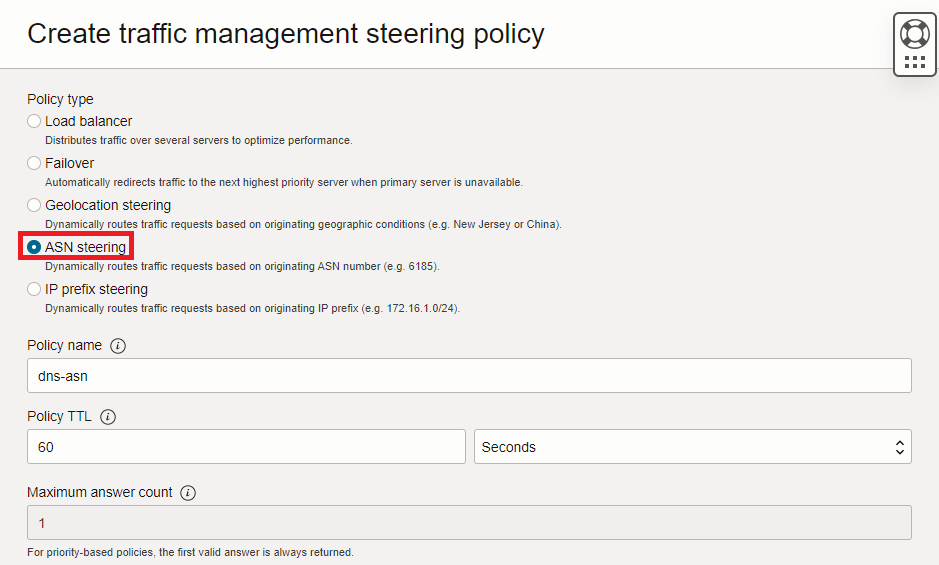 Create traffic management steering policy
Policy type
Load balancer
Distributes traffic over several servers to optimize performance.
Failover
Automatically redirects traffic to the next highest priority server when primary server is unavailable.
Geolocation steering
Dynamically routes traffic requests based on originating geographic conditions (e.g. New Jersey or China).
ASN steering
Dynamically routes traffic requests based on originating ASN number (e.g. 6185).
IP prefix steering
Dynamically routes traffic requests based on originating IP prefix (e.g. 172.16.1.0/24).
Policy name i
dns-asn
Policy TTL i
60 Seconds
Maximum answer count i
1
For priority-based policies, the first valid answer is always returned.